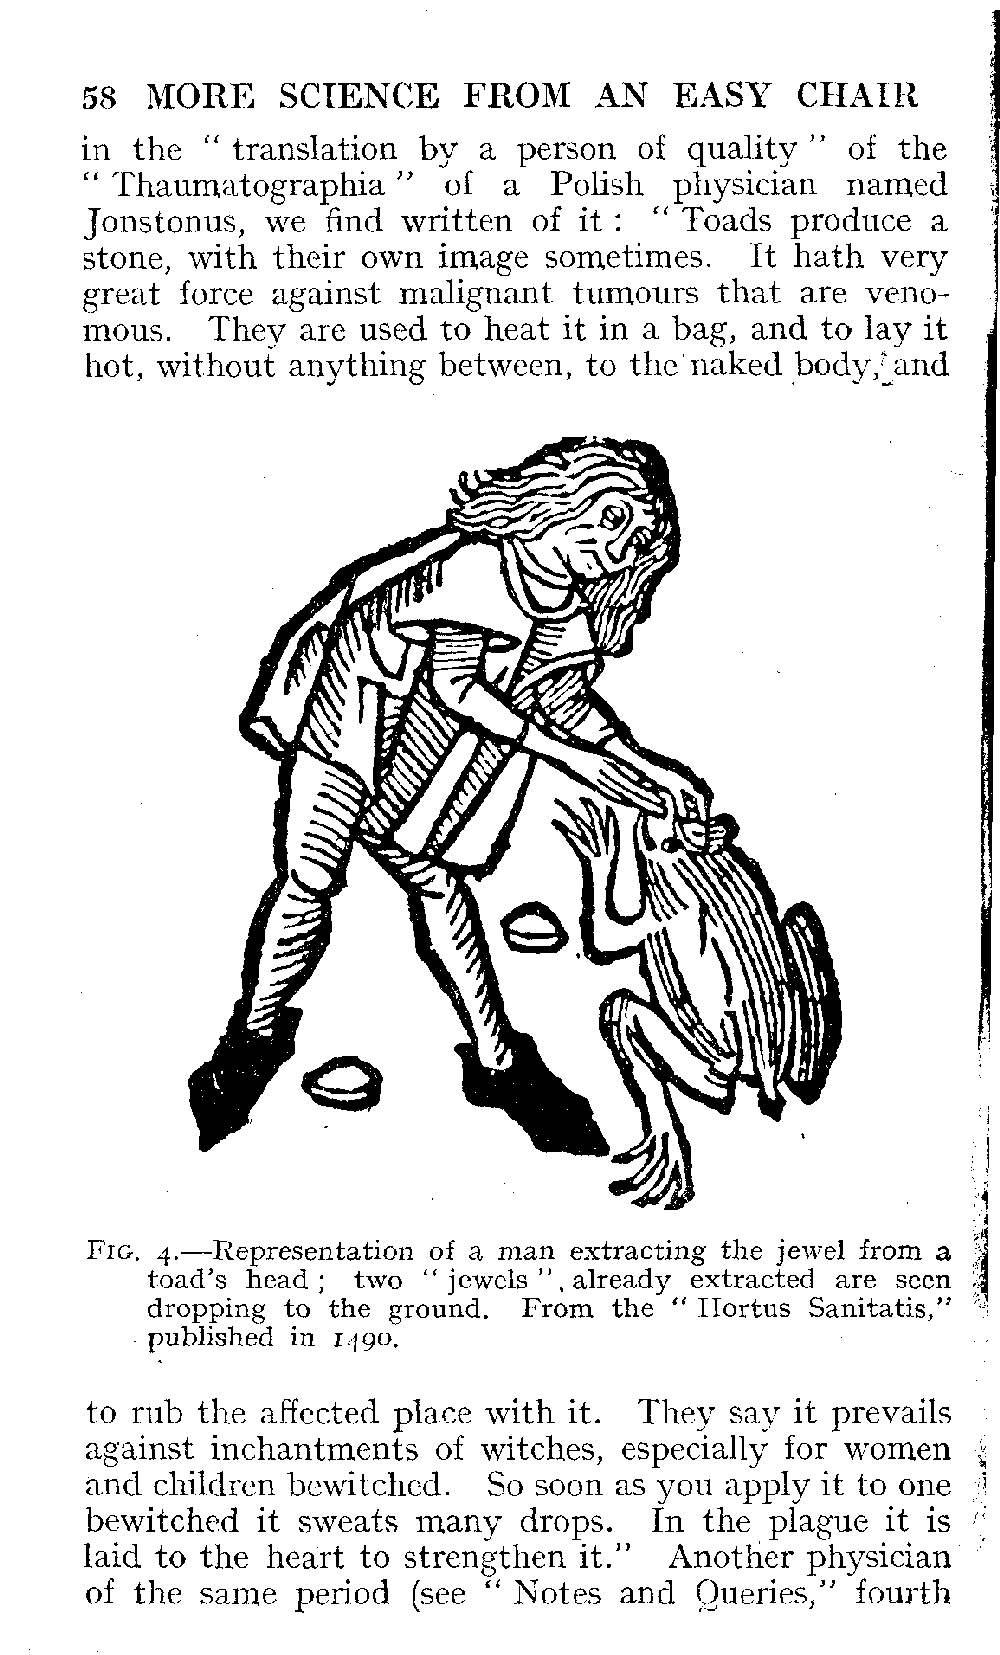 58 MORE SCIENCE FROM AN EASY CHAIR
in the “ translation by a person of quality ” of the
“ Thaumatographia ” of a Polish physician named
Jonstonus, we find written of it : “ Toads produce a
stone, with their own image sometimes. It hath very
great force against malignant tumours that are veno-
mous. They are used to heat it in a bag, and to lay it
hot, without anything between, to the naked body, and
FIG. 4.—Representation of a man extracting the jewel from a
toad's head ; two “ jewels ”, already extracted are seen
dropping to the ground. From the “ Hortus Sanitatis,”
published in 1490.
to rub the affected place with it. They say it prevails
against inchantments of witches, especially for women
and children bewitched. So soon as you apply it to one
bewitched it sweats many drops. In the plague it is
laid to the heart to strengthen it.” Another physician
of the same period (see “ Notes and Queries,” fourth